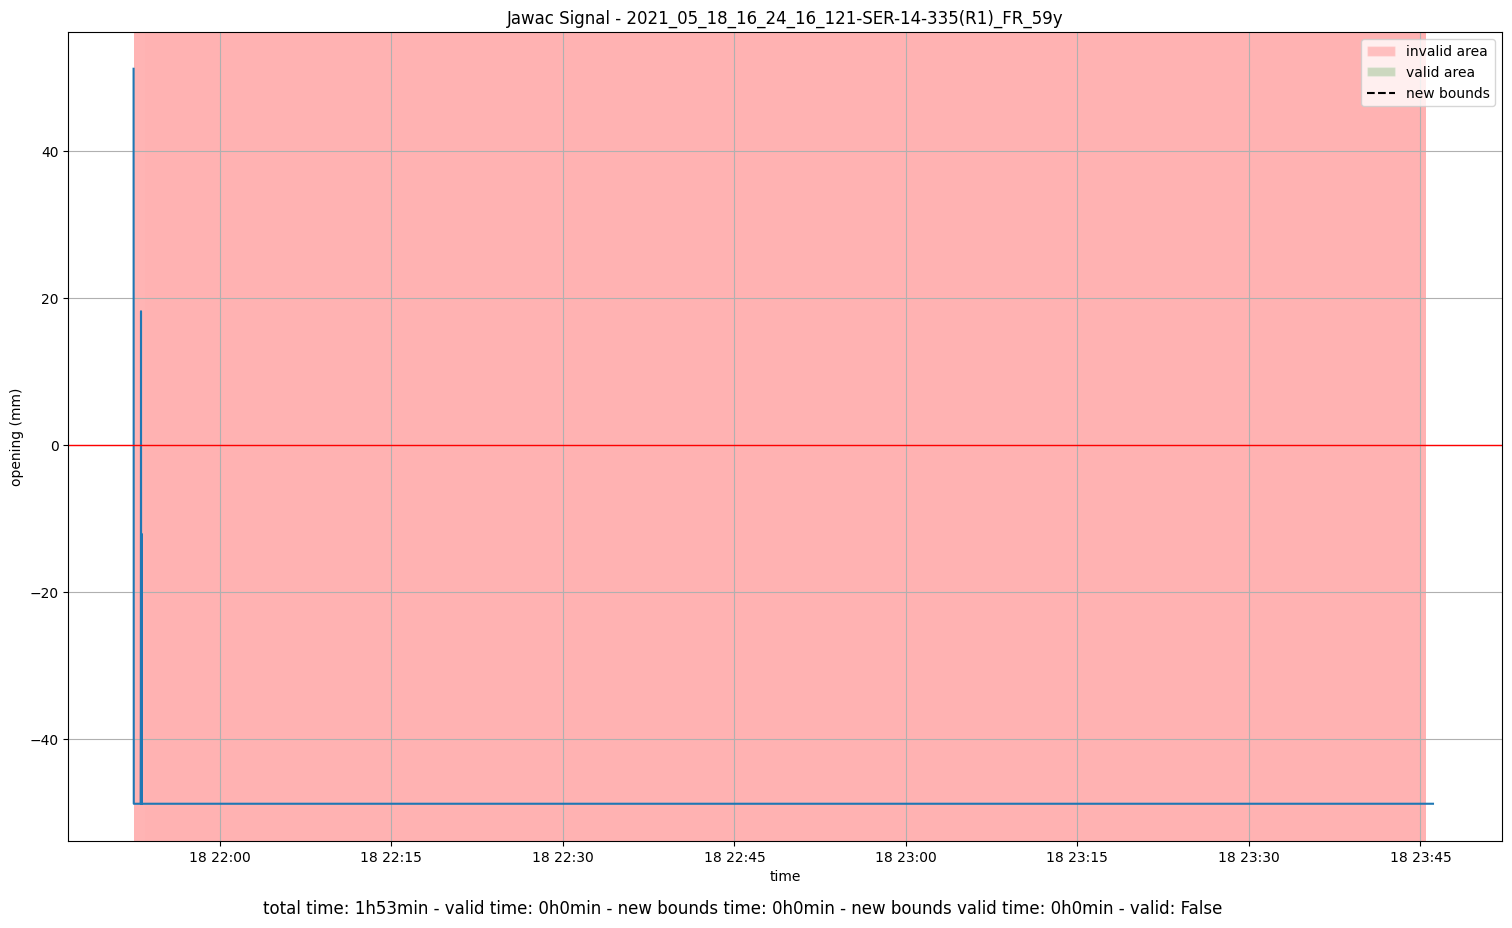 Jawac Signal - 2021_05_18_16_24_16_121-SER-14-335(R1)_FR_59y
invalid area
valid area
new bounds
40
20
0
−20
−40
opening (mm)
18 22:00
18 22:15
18 22:30
18 22:45
18 23:00
18 23:15
18 23:30
18 23:45
time
total time: 1h53min - valid time: 0h0min - new bounds time: 0h0min - new bounds valid time: 0h0min - valid: False